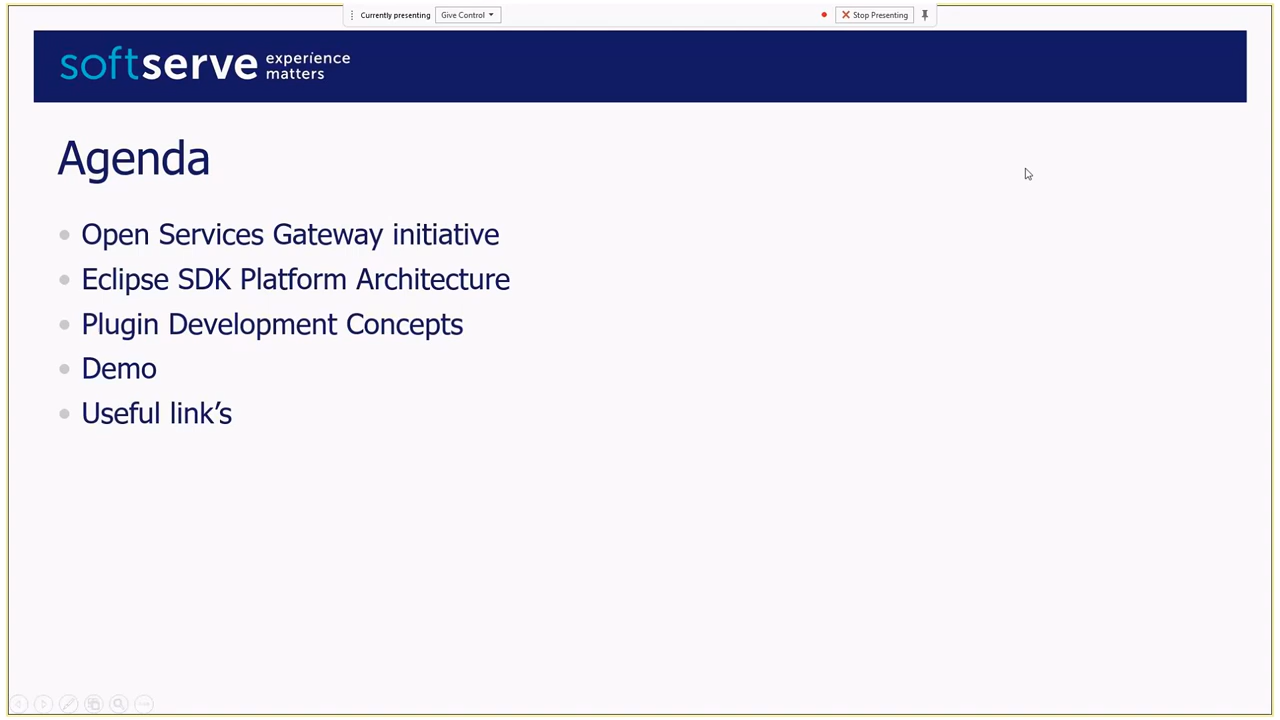 Currently presenting Give Control Stop Presenting
softserve experience matters
Agenda
Open Services Gateway initiative
Eclipse SDK Platform Architecture
Plugin Development Concepts
Demo
Useful link’s